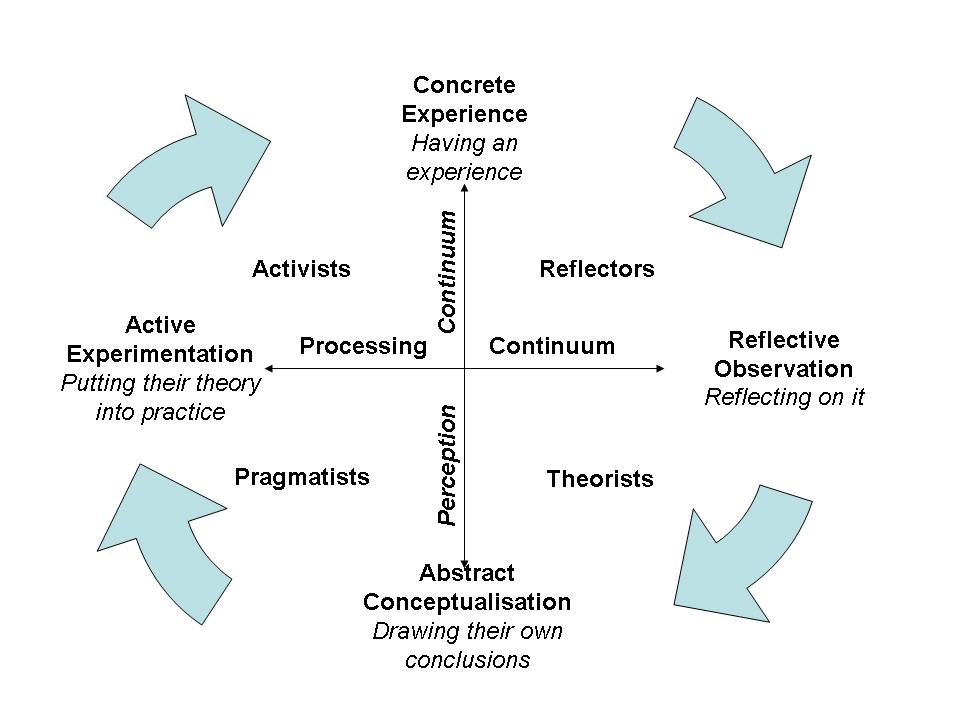 Concrete
Experience
Having an
experience
Continuum
Activists
Reflectors
Active
Experimentation
Putting their theory
into practice
Processing
Continuum
Reflective
Observation
Reflecting on it
Perception
Pragmatists
Theorists
Abstract
Conceptualisation
Drawing their own
conclusions